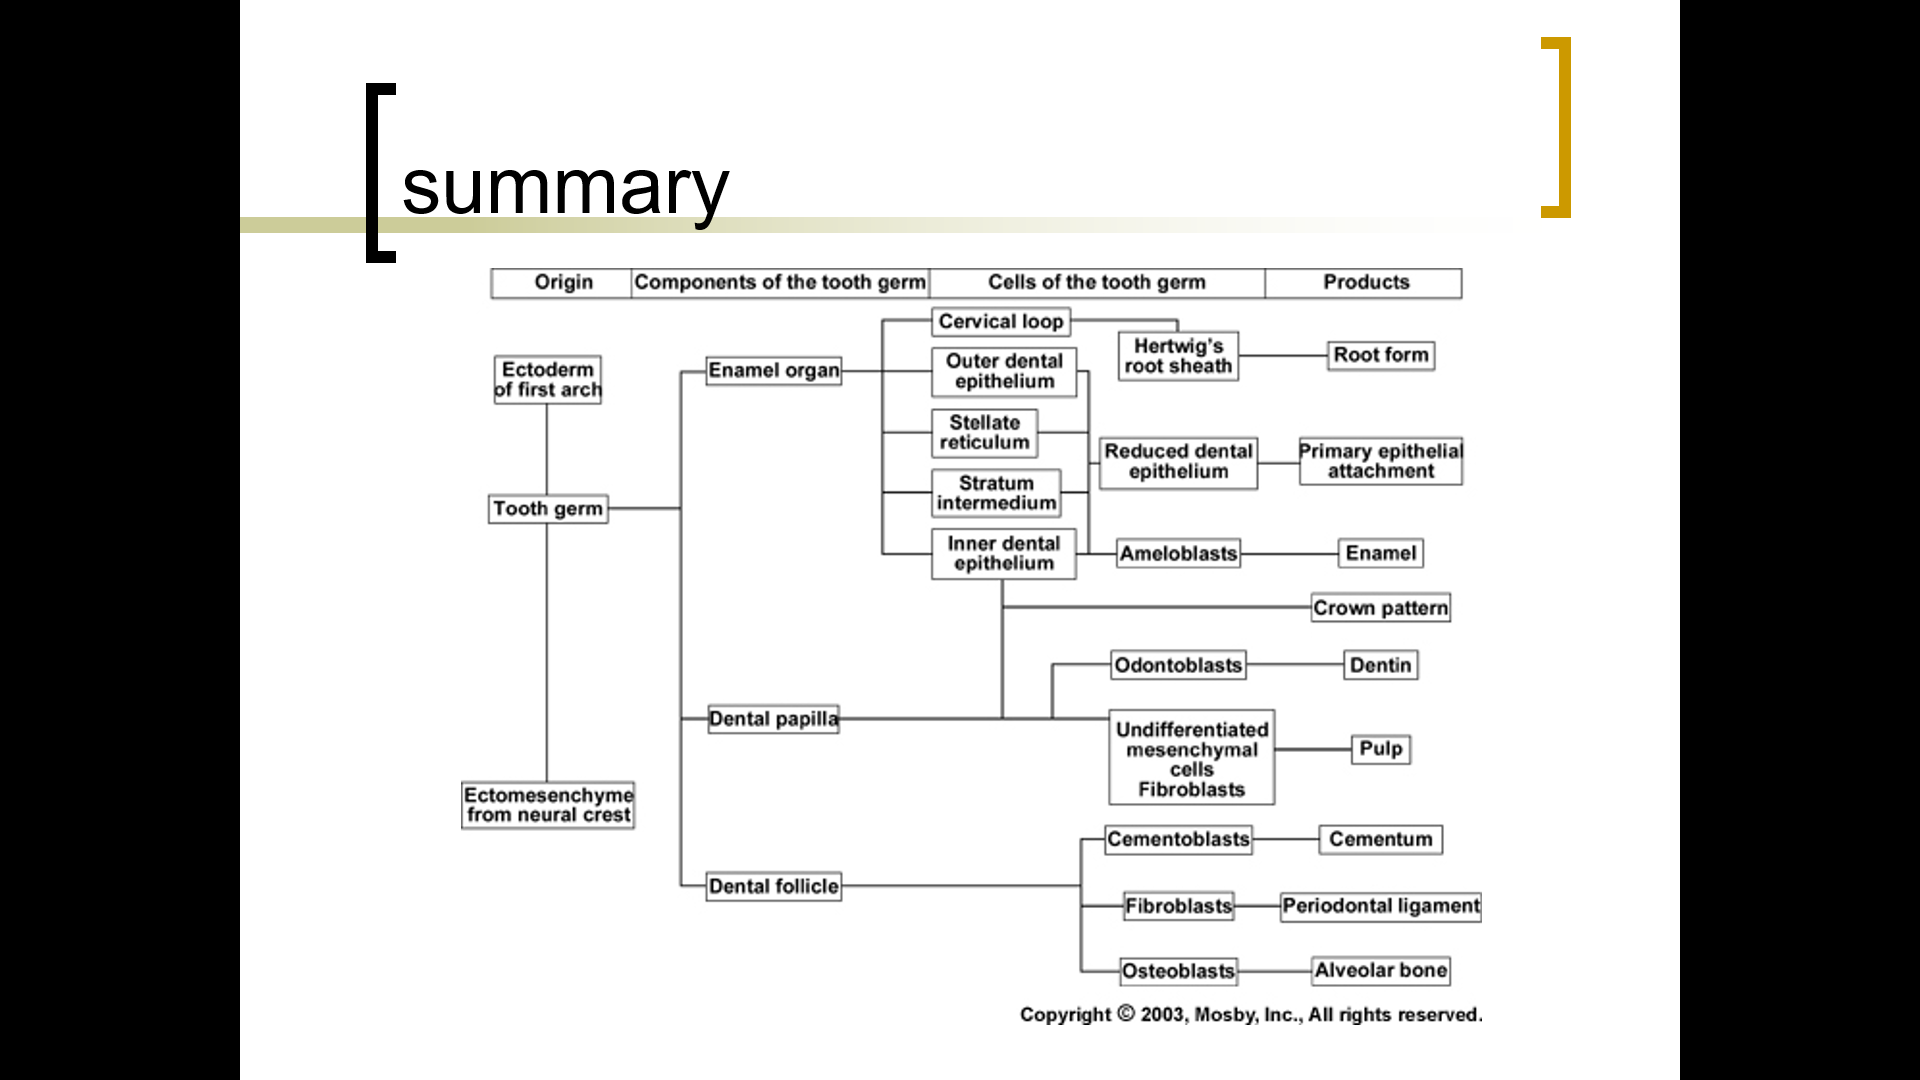 summary
Origin
Components of the tooth germ
Cells of the tooth germ
Products
Ectoderm
of first arch
Tooth germ
Ectomesenchyme
from neural crest
Enamel organ
Dental papilla
Dental follicle
Cervical loop
Outer dental
epithelium
Stellate
reticulum
Stratum
intermedium
Inner dental
epithelium
Hertwig's
root sheath
Root form
Reduced dental
epithelium
Primary epithelial
attachment
Ameloblasts
Enamel
Crown pattern
Odontoblasts
Dentin
Undifferentiated
mesenchymal
cells
Fibroblasts
Pulp
Cementoblasts
Cementum
Fibroblasts
Periodontal ligament
Osteoblasts
Alveolar bone
Copyright © 2003, Mosby, Inc., All rights reserved.